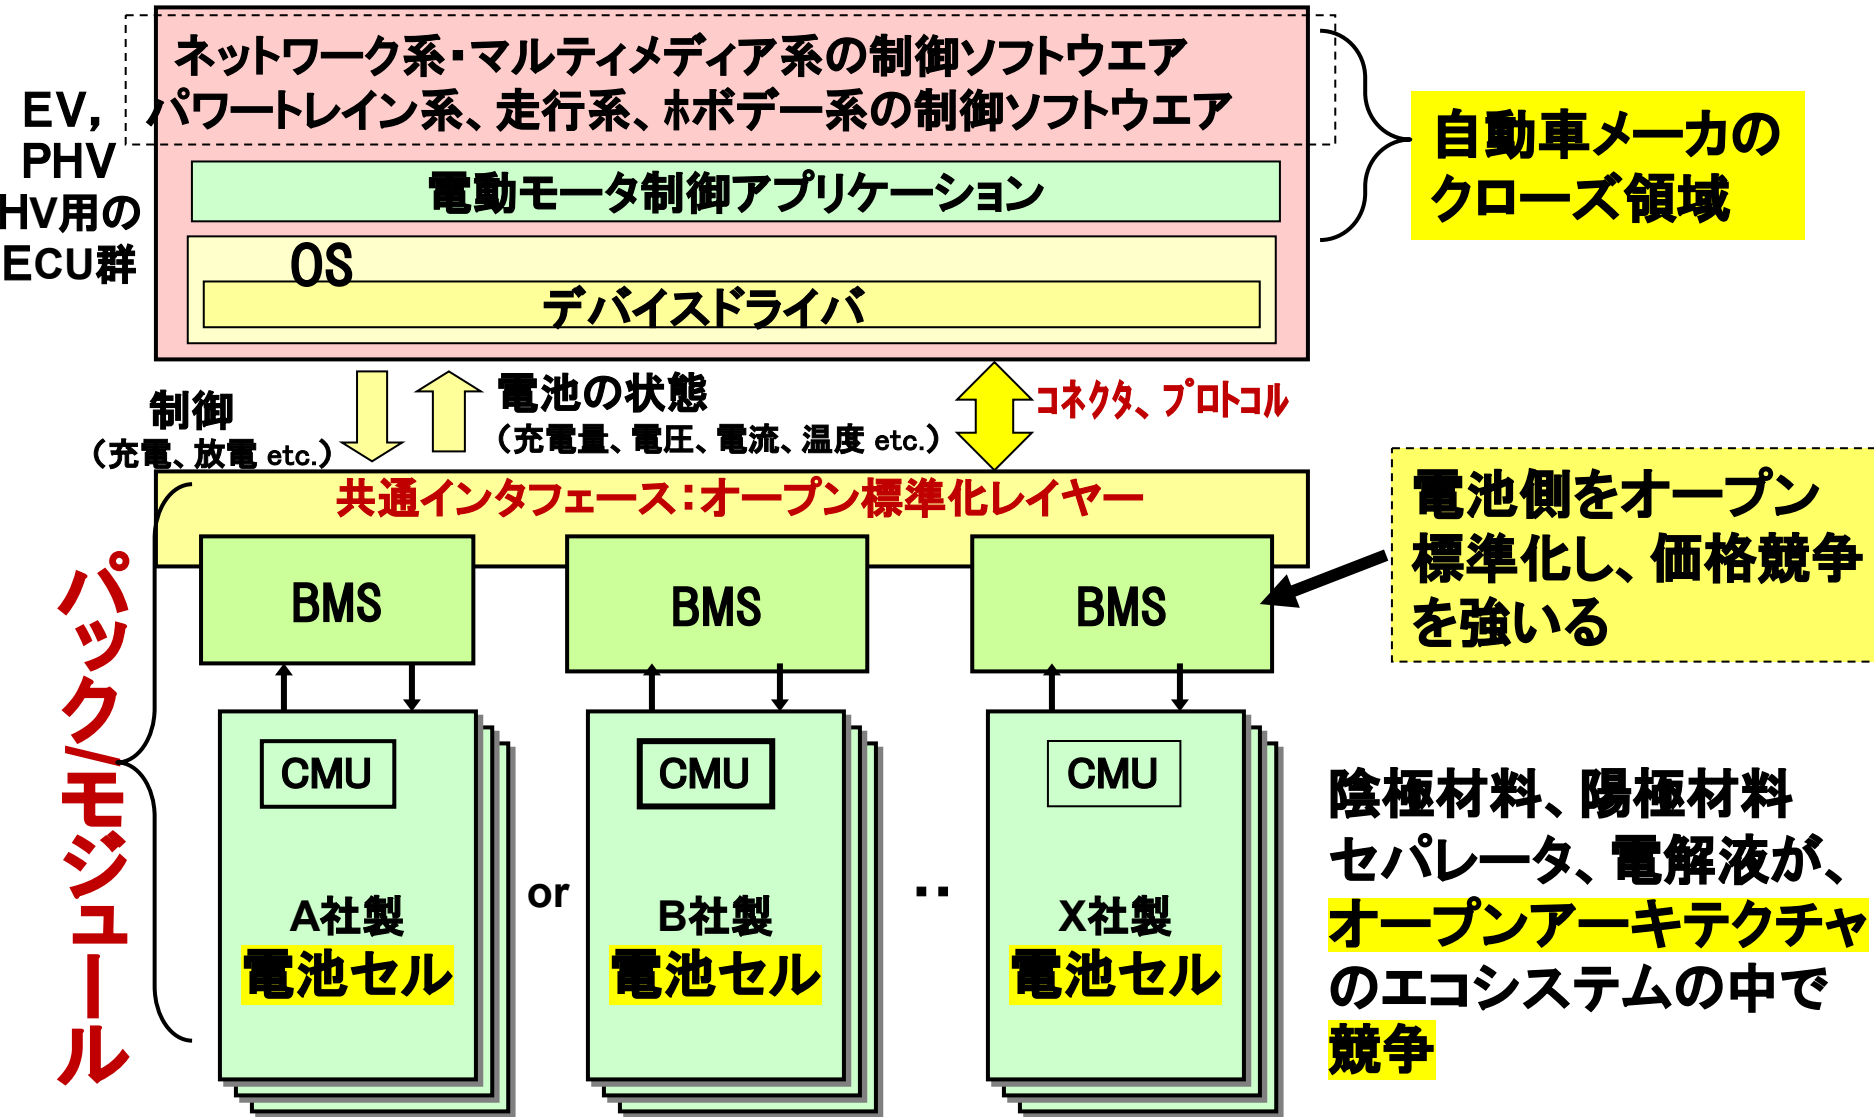 ネットワーク系・マルティメディア系の制御ソフトウエア
パワートレイン系、走行系、ホボデー系の制御ソフトウエア
EV，
PHV
HV用の
ECU群
自動車メーカの
クローズ領域
電動モータ制御アプリケーション
OS
デバイスドライバ
制御
（充電、放電 etc.）
電池の状態
（充電量、電圧、電流、温度 etc.）
コネクタ、プロトコル
共通インタフェース：オープン標準化レイヤー
電池側をオープン
標準化し、価格競争
を強いる
パック/モジュール
BMS
BMS
BMS
CMU
CMU
CMU
A社製
電池セル
or
B社製
電池セル
‥
X社製
電池セル
陰極材料、陽極材料
セパレータ、電解液が、
オープンアーキテクチャ
のエコシステムの中で
競争